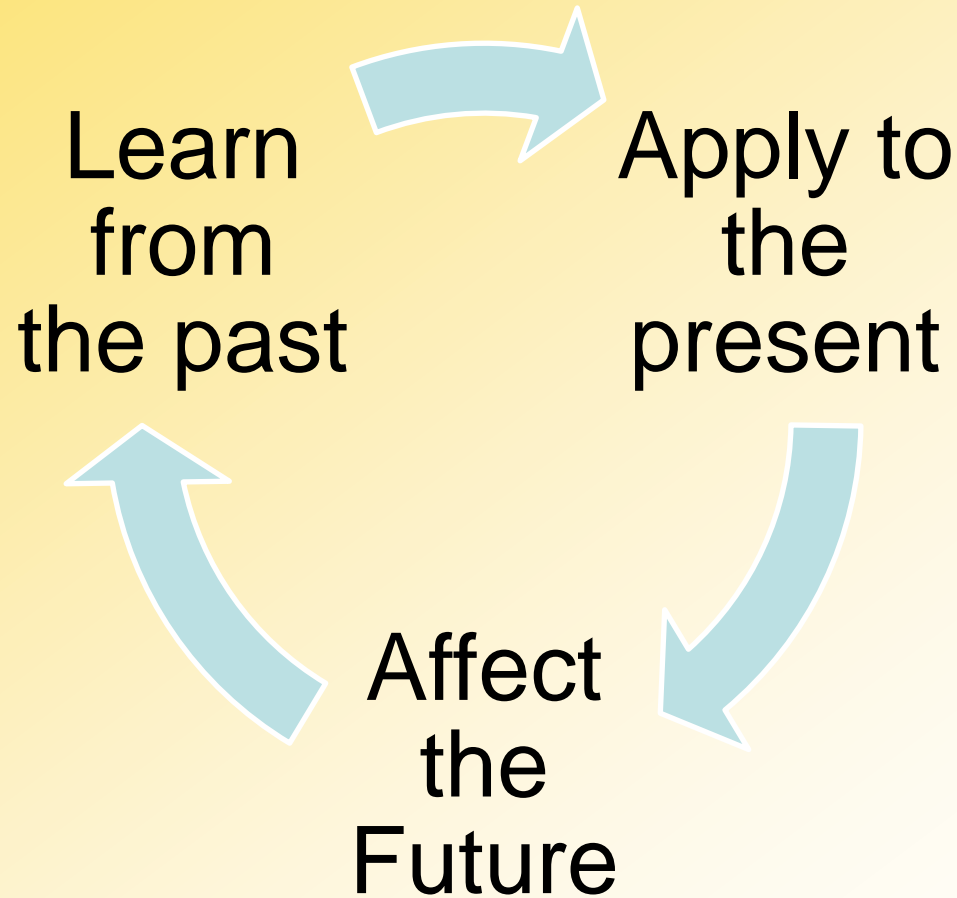 Learn
from
the past
Apply to
the
present
Affect
the
Future